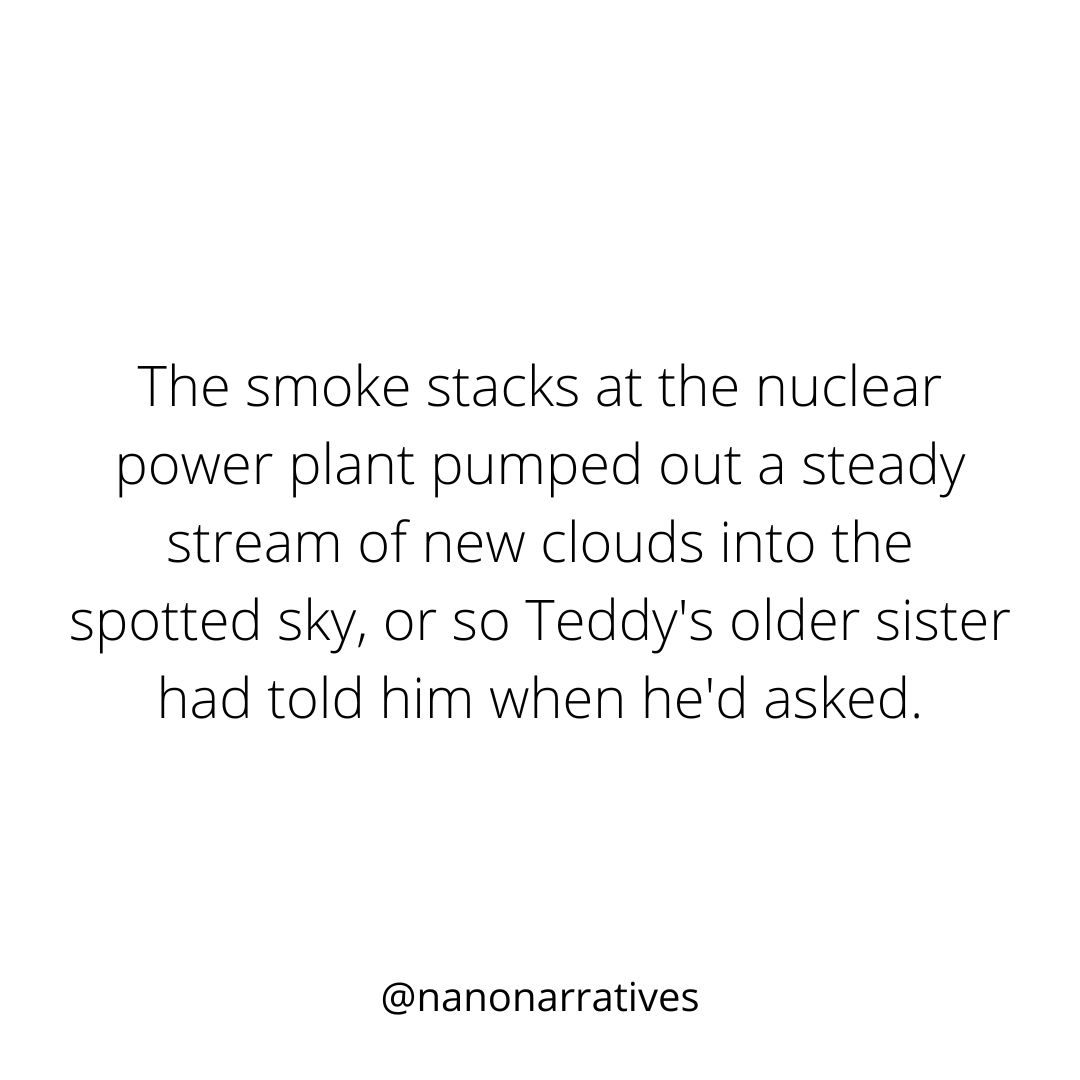 The smoke stacks at the nuclear
power plant pumped out a steady
stream of new clouds into the
spotted sky, or so Teddy's older sister
had told him when he'd asked.
@nanonarratives